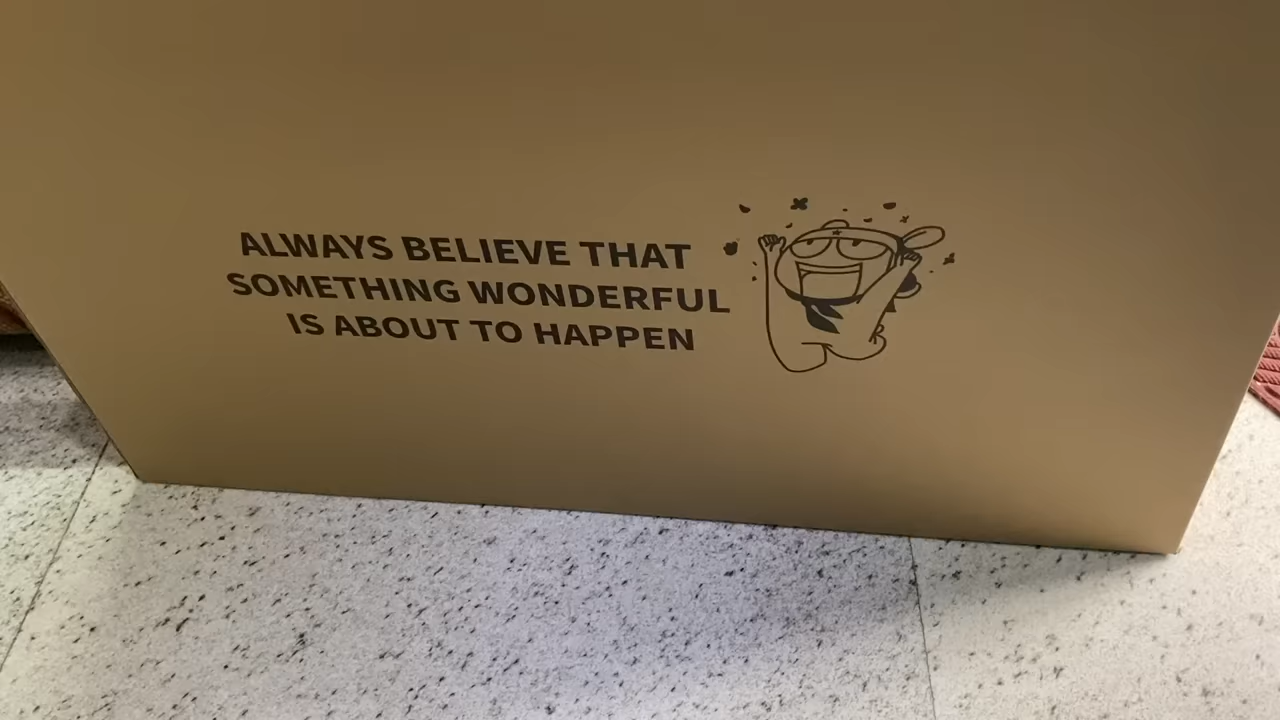 ALWAYS BELIEVE THAT
SOMETHING WONDERFUL
IS ABOUT TO HAPPEN